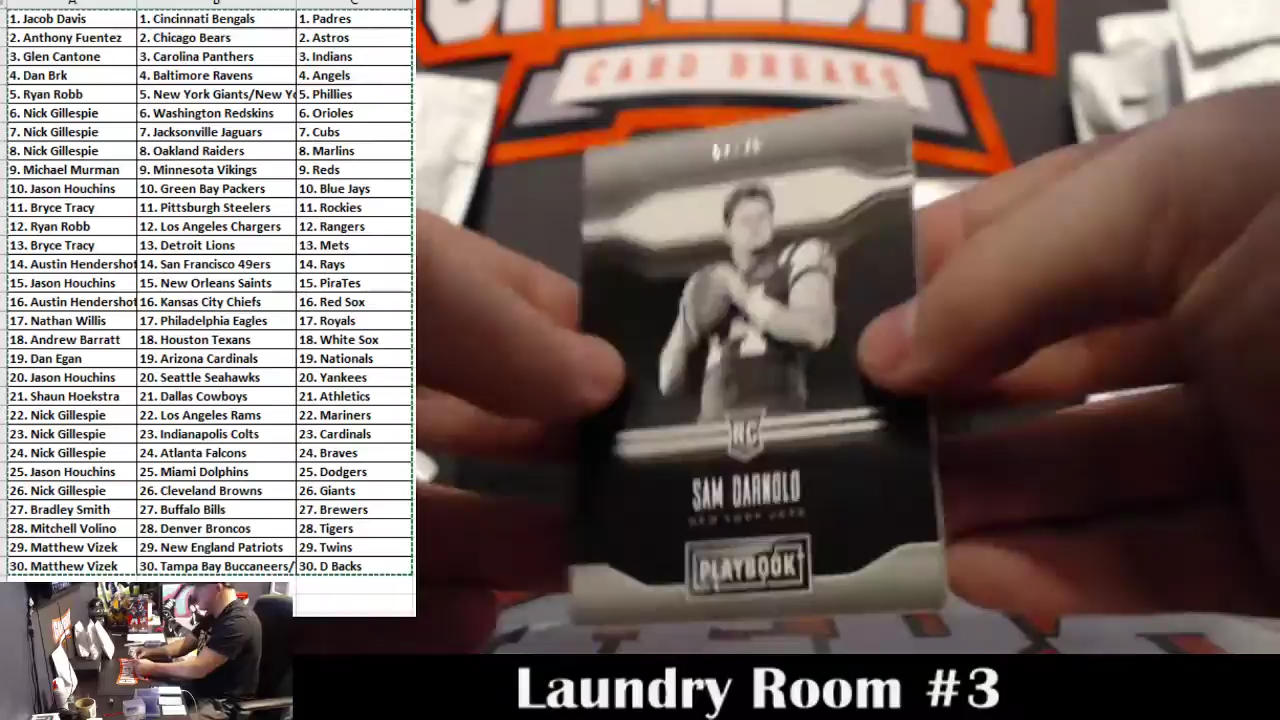 1. Jacob Davis 1. Cincinnati Bengals 1. Padres
2. Anthony Fuentez 2. Chicago Bears 2. Astros
3. Glen Cantone 3. Carolina Panthers 3. Indians
4. Dan Brk 4. Baltimore Ravens 4. Angels
5. Ryan Robb 5. New York Giants/New Yo 5. Phillies
6. Nick Gillespie 6. Washington Redskins 6. Orioles
7. Nick Gillespie 7. Jacksonville Jaguars 7. Cubs
8. Nick Gillespie 8. Oakland Raiders 8. Marlins
9. Michael Murman 9. Minnesota Vikings 9. Reds
10. Jason Houchins 10. Green Bay Packers 10. Blue Jays
11. Bryce Tracy 11. Pittsburgh Steelers 11. Rockies
12. Ryan Robb 12. Los Angeles Chargers 12. Rangers
13. Bryce Tracy 13. Detroit Lions 13. Mets
14. Austin Hendershot 14. San Francisco 49ers 14. Rays
15. Jason Houchins 15. New Orleans Saints 15. PiraTes
16. Austin Hendershot 16. Kansas City Chiefs 16. Red Sox
17. Nathan Willis 17. Philadelphia Eagles 17. Royals
18. Andrew Barratt 18. Houston Texans 18. White Sox
19. Dan Egan 19. Arizona Cardinals 19. Nationals
20. Jason Houchins 20. Seattle Seahawks 20. Yankees
21. Shaun Hoekstra 21. Dallas Cowboys 21. Athletics
22. Nick Gillespie 22. Los Angeles Rams 22. Mariners
23. Nick Gillespie 23. Indianapolis Colts 23. Cardinals
24. Nick Gillespie 24. Atlanta Falcons 24. Braves
25. Jason Houchins 25. Miami Dolphins 25. Dodgers
26. Nick Gillespie 26. Cleveland Browns 26. Giants
27. Bradley Smith 27. Buffalo Bills 27. Brewers
28. Mitchell Volino 28. Denver Broncos 28. Tigers
29. Matthew Vizek 29. New England Patriots 29. Twins
30. Matthew Vizek 30. Tampa Bay Buccaneers/ 30. D Backs
CARD BREAKS
RC
SAM DARNOLD
NEW YORK JETS
PLAYBOOK
Laundry Room #3